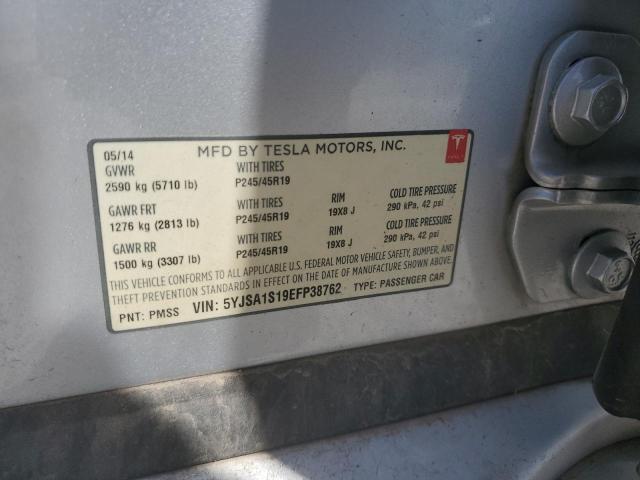 05/14 MFD BY TESLA MOTORS, INC.
GVWR WITH TIRES
2590 kg (5710 lb) P245/45R19
GAWR FRT WITH TIRES RIM COLD TIRE PRESSURE
1276 kg (2813 lb) P245/45R19 19X8 J 290 kPa, 42 psi
GAWR RR WITH TIRES RIM COLD TIRE PRESSURE
1500 kg (3307 lb) P245/45R19 19X8 J 290 kPa, 42 psi
THIS VEHICLE CONFORMS TO ALL APPLICABLE U.S. FEDERAL MOTOR VEHICLE SAFETY, BUMPER, AND
THEFT PREVENTION STANDARDS IN EFFECT ON THE DATE OF MANUFACTURE SHOWN ABOVE.
PNT: PMSS VIN: 5YJSA1S19EFP38762 TYPE: PASSENGER CAR